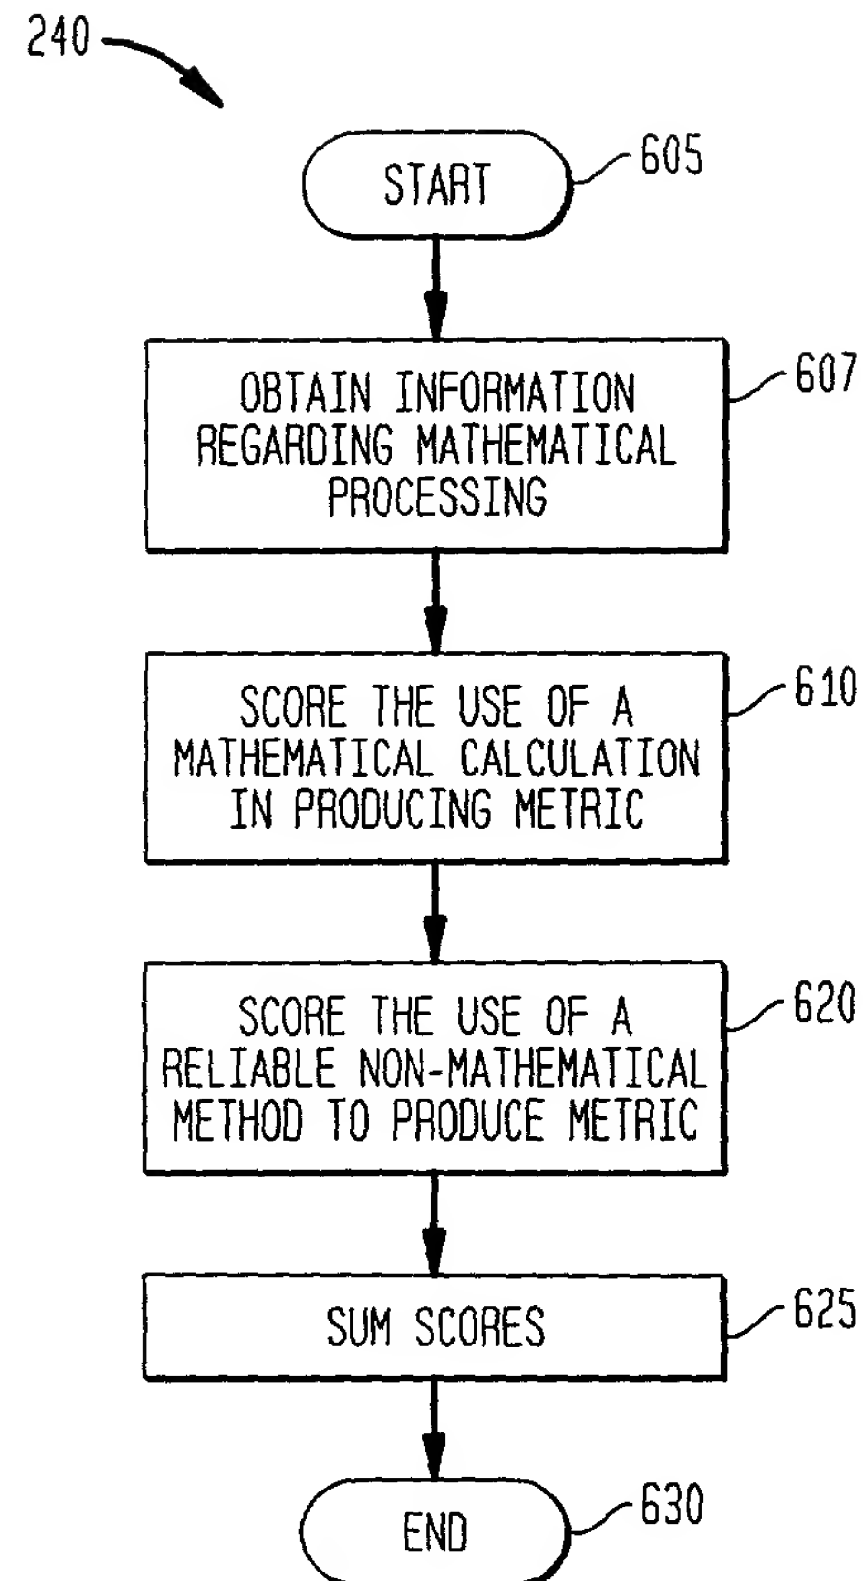 240
START
605
OBTAIN INFORMATION
REGARDING MATHEMATICAL
PROCESSING
607
SCORE THE USE OF A
MATHEMATICAL CALCULATION
IN PRODUCING METRIC
610
SCORE THE USE OF A
RELIABLE NON-MATHEMATICAL
METHOD TO PRODUCE METRIC
620
SUM SCORES
625
END
630